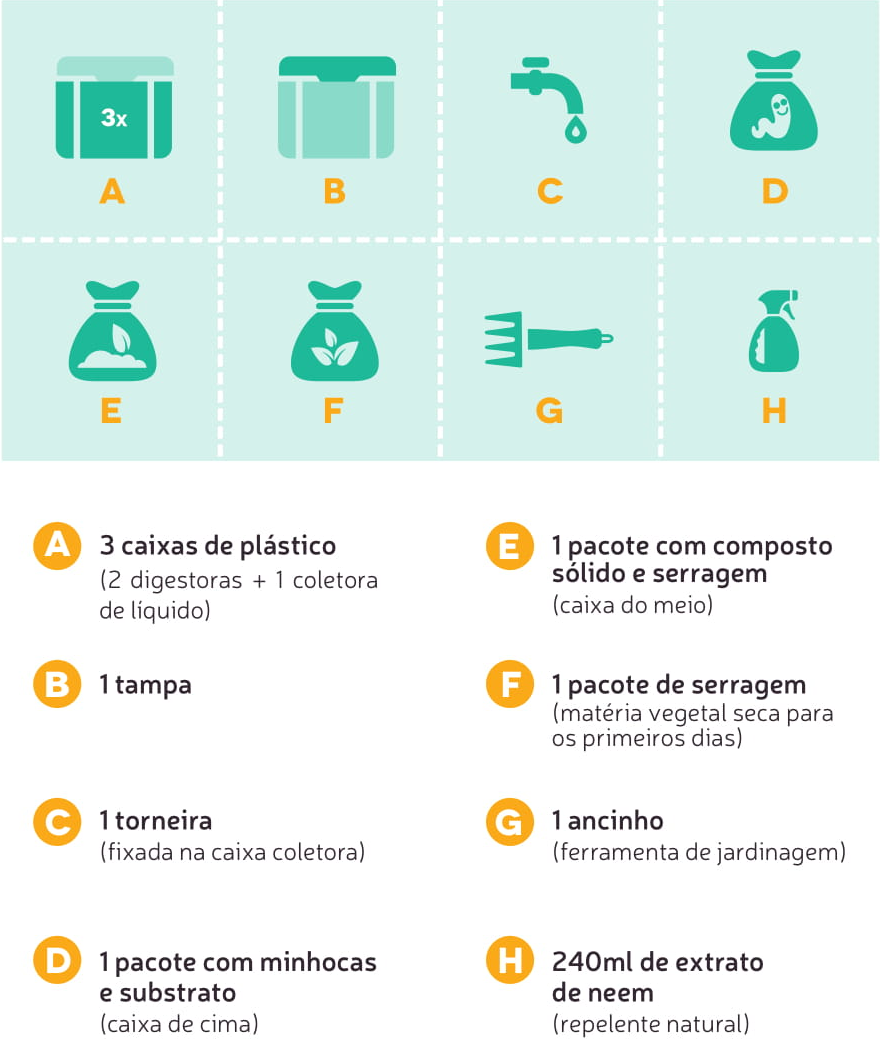 3x
A
B
C
D
E
F
G
H
A
3 caixas de plástico
(2 digestoras + 1 coletora
de líquido)
B
1 tampa
C
1 torneira
(fixada na caixa coletora)
D
1 pacote com minhocas
e substrato
(caixa de cima)
E
1 pacote com composto
sólido e serragem
(caixa do meio)
F
1 pacote de serragem
(matéria vegetal seca para
os primeiros dias)
G
1 ancinho
(ferramenta de jardinagem)
H
240ml de extrato
de neem
(repelente natural)